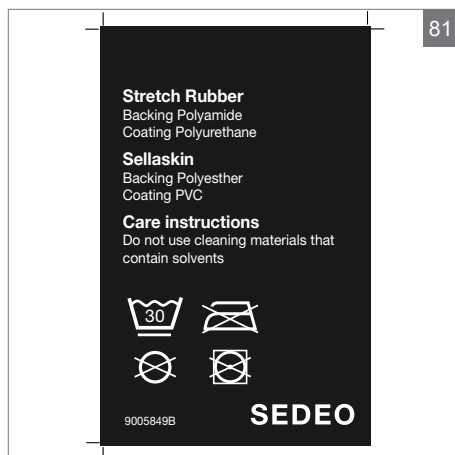 81
Stretch Rubber
Backing Polyamide
Coating Polyurethane
Sellaskin
Backing Polyesther
Coating PVC
Care instructions
Do not use cleaning materials that
contain solvents
30
9005849B
SEDEO